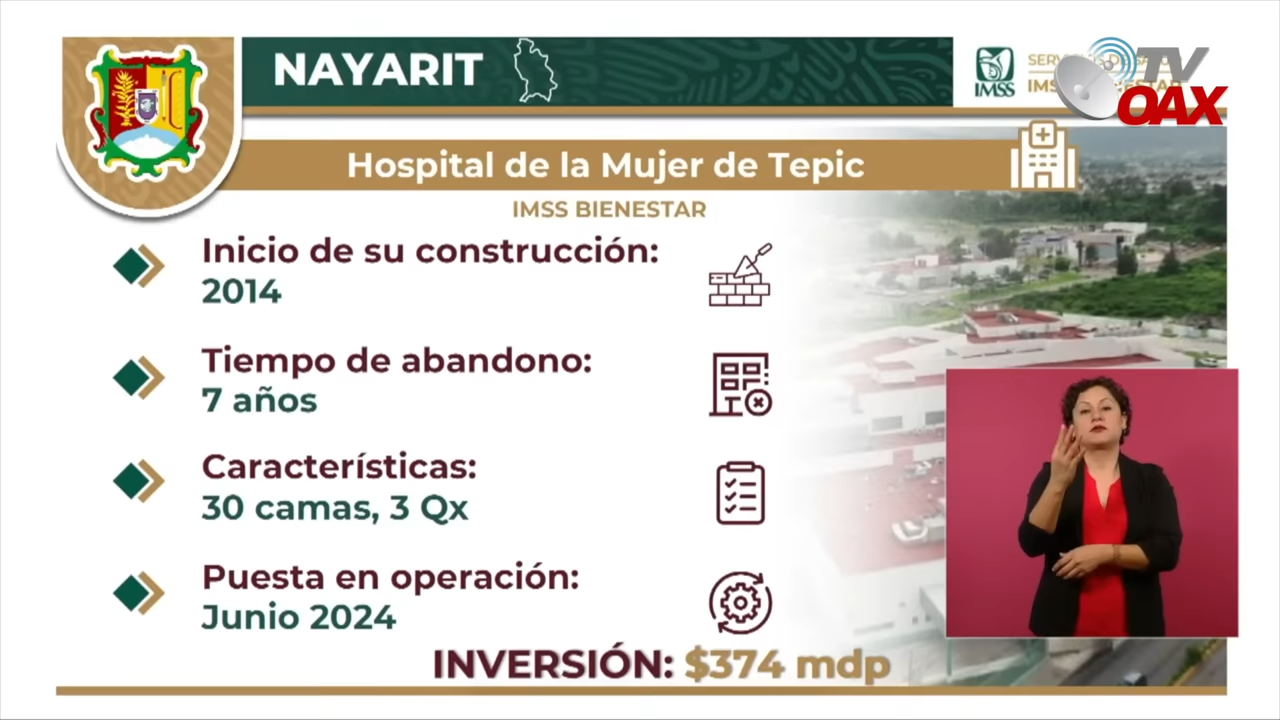 NAYARIT
IMSS
TV
OAX
Hospital de la Mujer de Tepic
IMSS BIENESTAR
Inicio de su construcción:
2014
Tiempo de abandono:
7 años
Características:
30 camas, 3 Qx
Puesta en operación:
Junio 2024
INVERSIÓN: $374 mdp